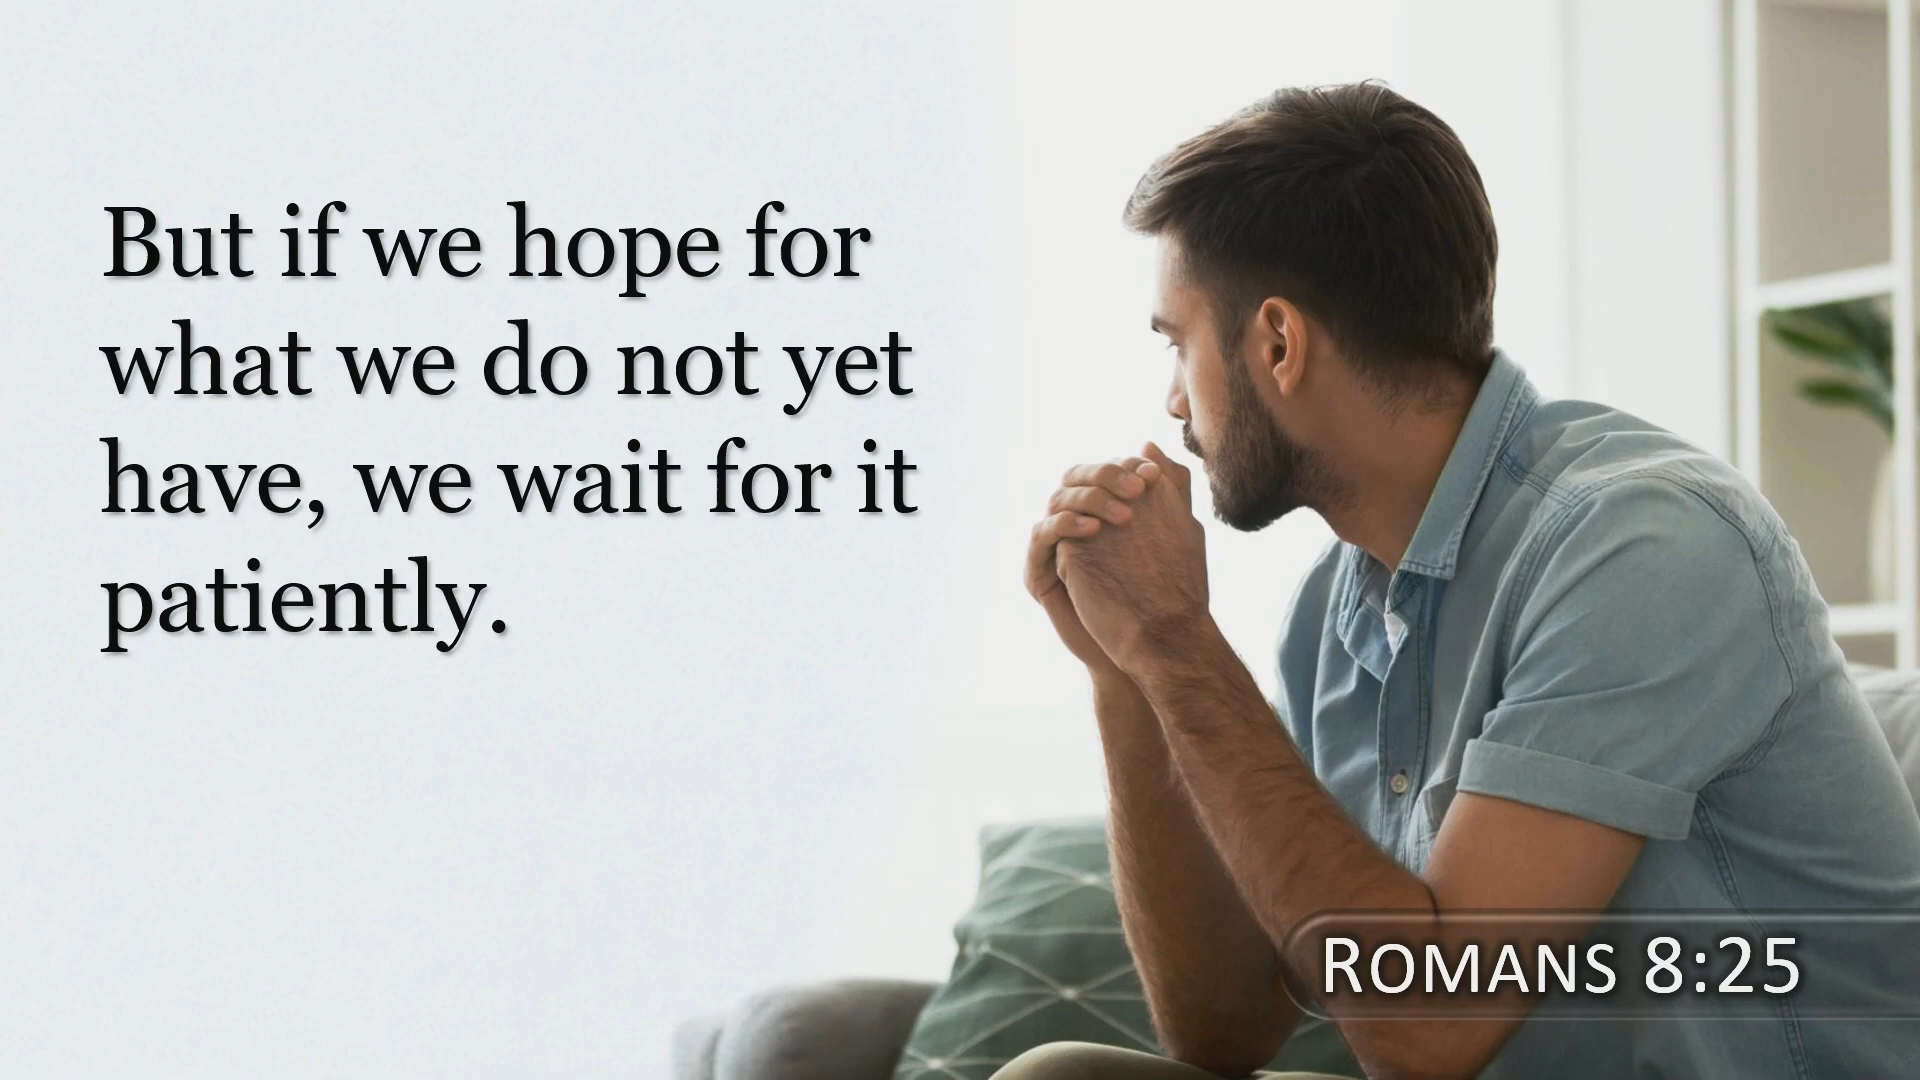 But if we hope for
what we do not yet
have, we wait for it
patiently.
ROMANS 8:25